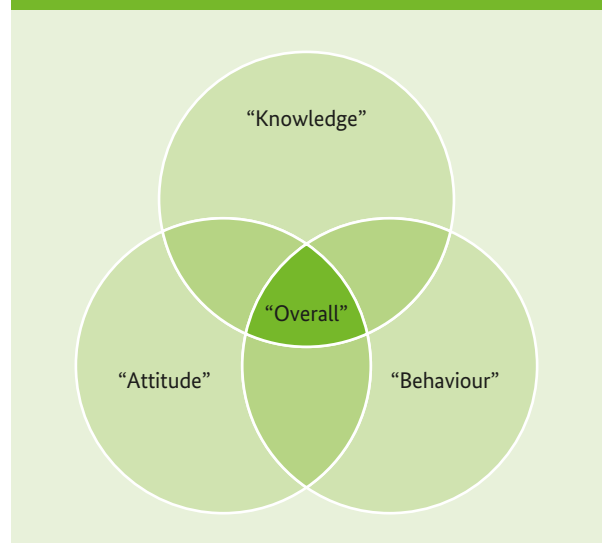 “Knowledge”
“Overall”
“Attitude”
“Behaviour”